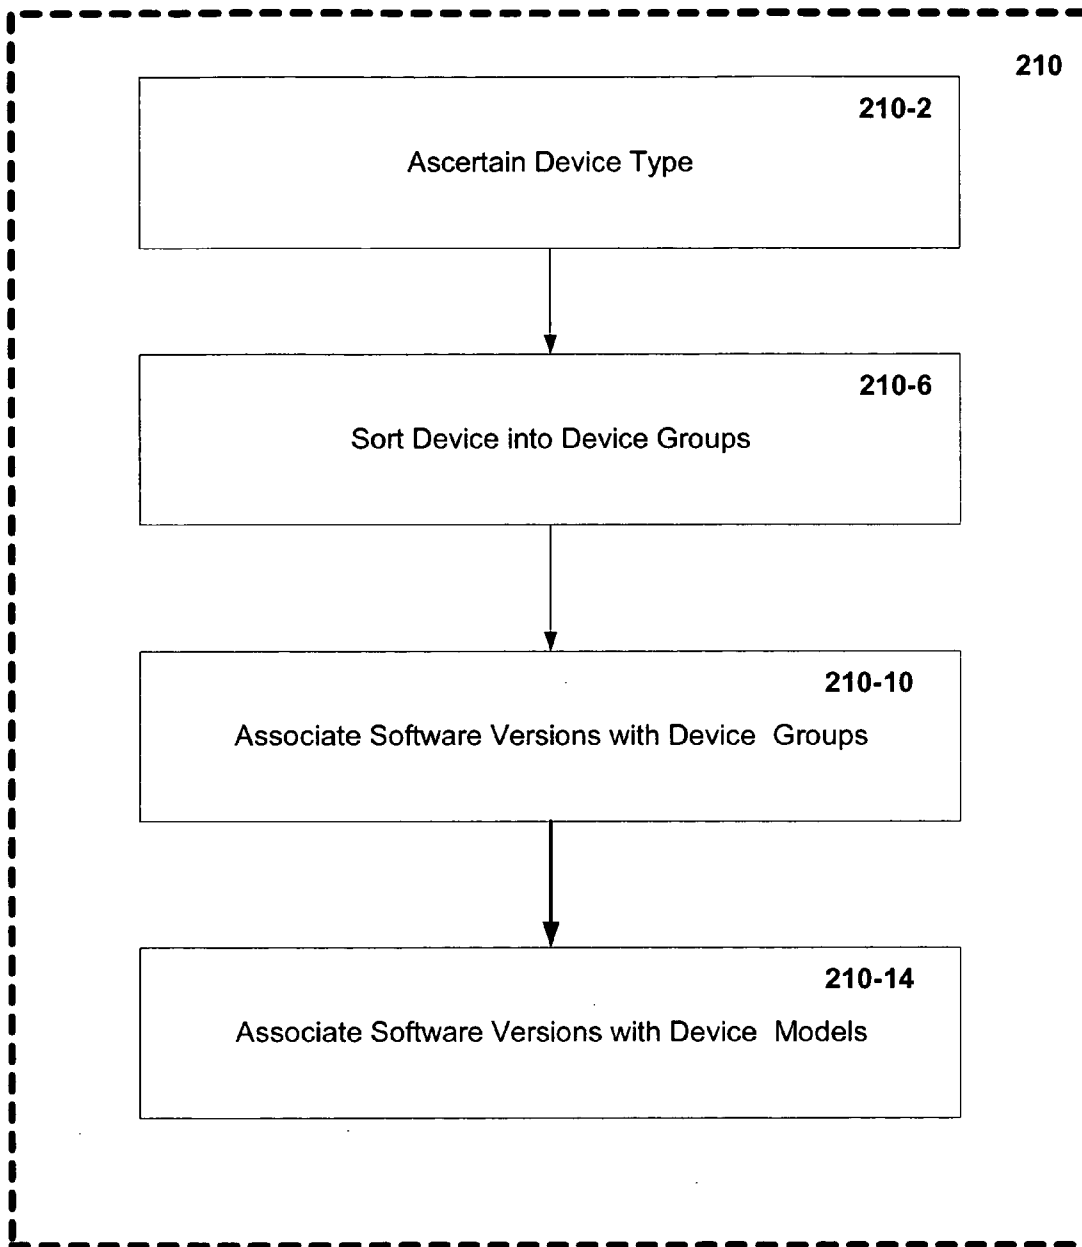 210
210-2
Ascertain Device Type
210-6
Sort Device into Device Groups
210-10
Associate Software Versions with Device Groups
210-14
Associate Software Versions with Device Models